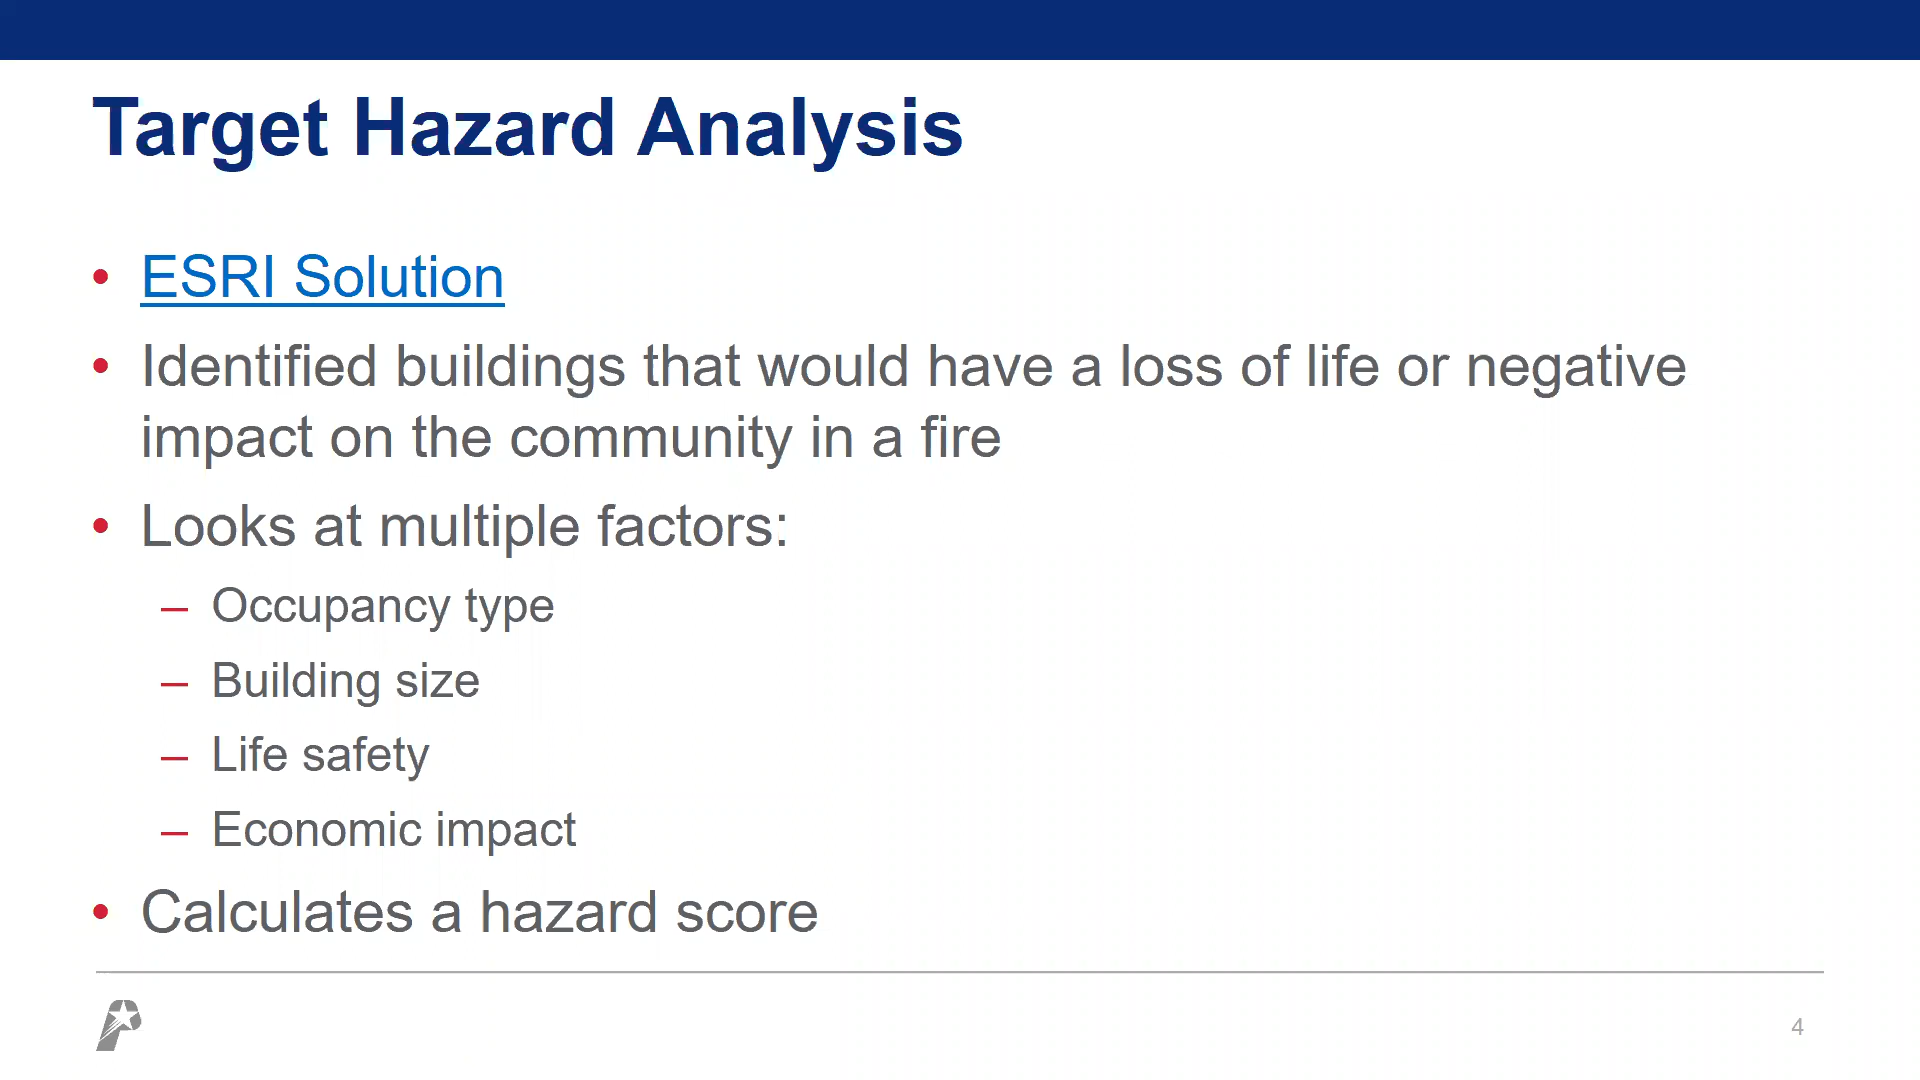 Target Hazard Analysis
• ESRI Solution
• Identified buildings that would have a loss of life or negative
impact on the community in a fire
• Looks at multiple factors:
– Occupancy type
– Building size
– Life safety
– Economic impact
• Calculates a hazard score
4